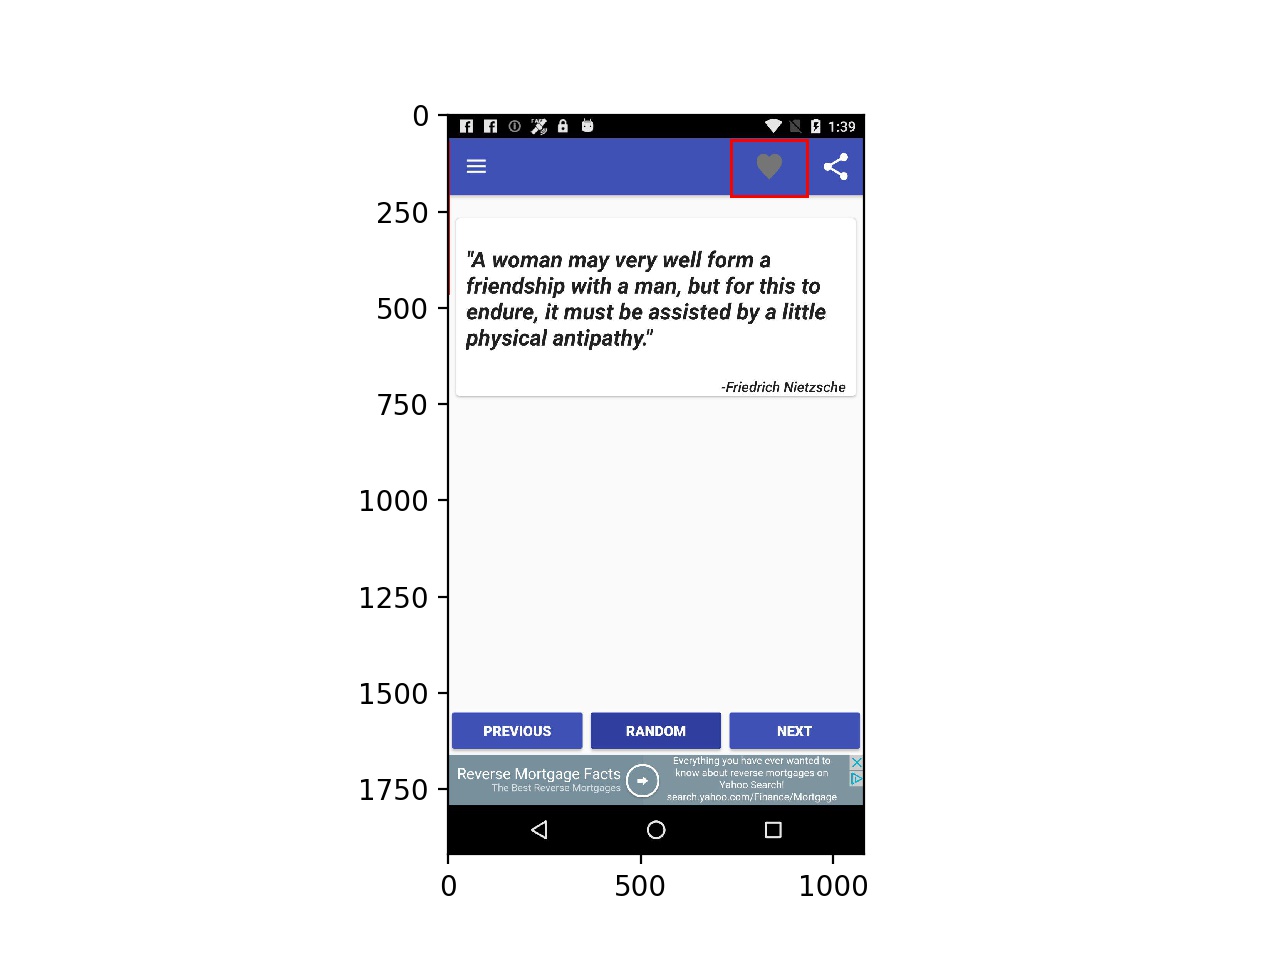 0
250
500
750
1000
1250
1500
1750
1:39
"A woman may very well form a
friendship with a man, but for this to
endure, it must be assisted by a little
physical antipathy."
-Friedrich Nietzsche
PREVIOUS
RANDOM
NEXT
Reverse Mortgage Facts
The Best Reverse Mortgages
Everything you have ever wanted to
know about reverse mortgages on
Yahoo Search!
search.yahoo.com/Finance/Mortgage
0
500
1000